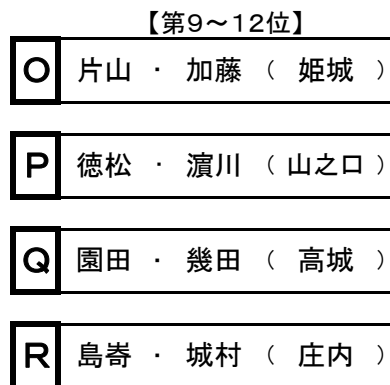 【第9～12位】
O 片山 ・ 加藤 （ 姫城 ）
P 徳松 ・ 濵川 （ 山之口 ）
Q 園田 ・ 幾田 （ 高城 ）
R 島嵜 ・ 城村 （ 庄内 ）